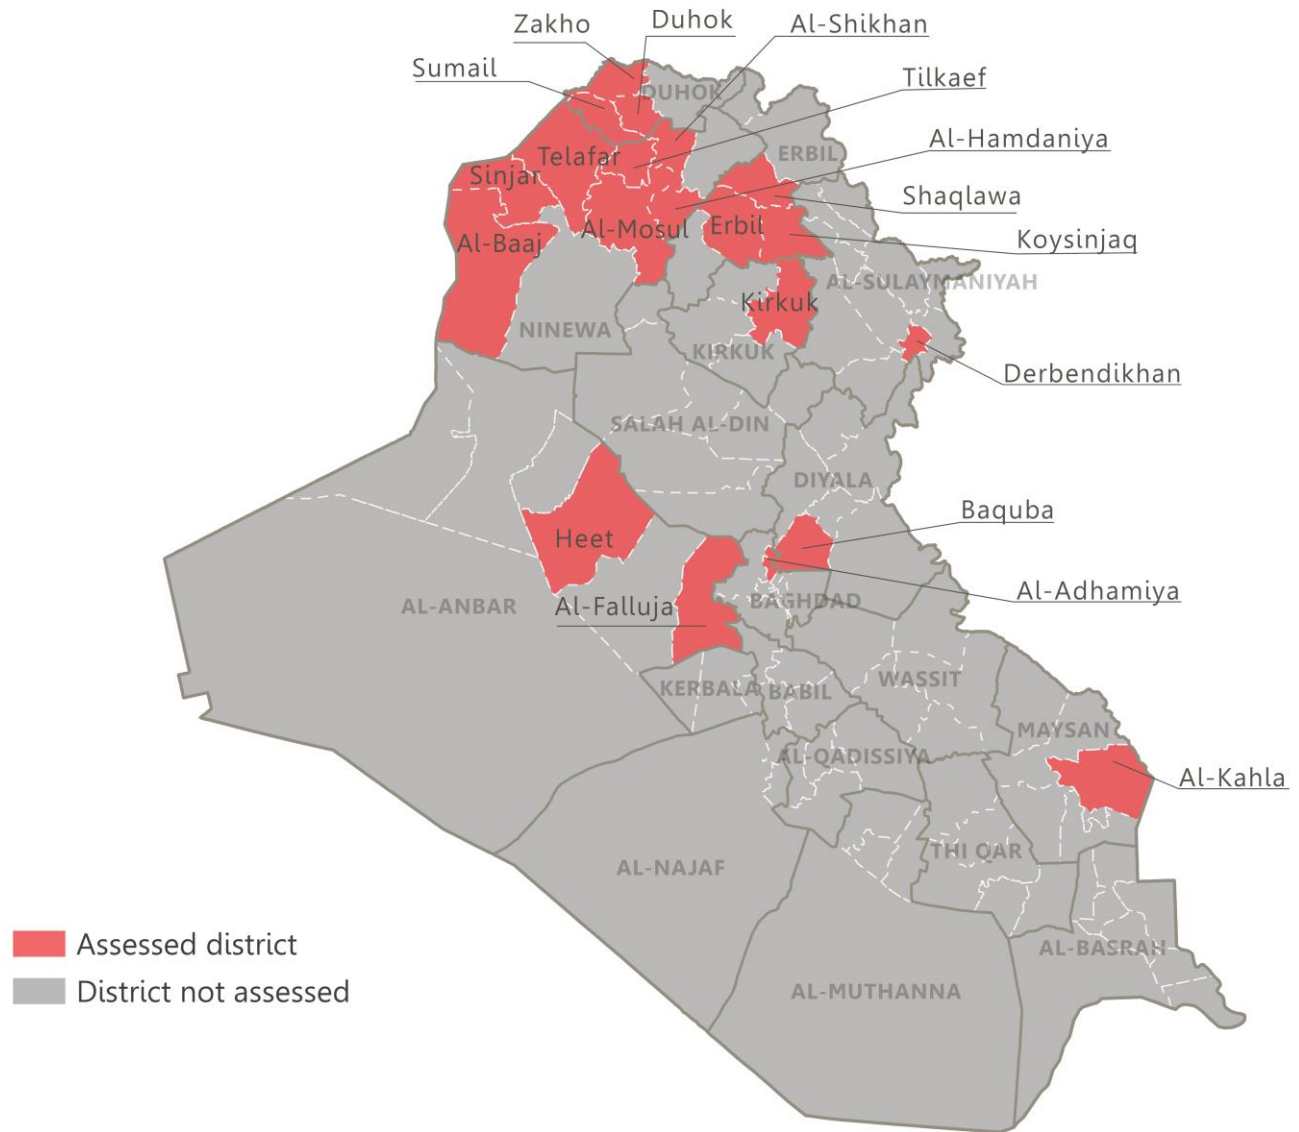 Zakho
Duhok
Al-Shikhan
Sumail
Tilkaef
DUHOK
Al-Hamdaniya
ERBIL
Telafar
Sinjar
Shaqlawa
Al-Mosul
Erbil
Al-Baaj
Koysinjaq
AL-SULAYMANIYAH
Kirkuk
NINEWA
KIRKUK
Derbendikhan
SALAH AL-DIN
DIYALA
Baquba
Heet
Al-Adhamiya
AL-ANBAR
Al-Falluja
BAGHDAD
KERBALA
BABIL
WASSIT
MAYSAN
AL-QADISSIYA
Al-Kahla
THI QAR
AL-NAJAF
Assessed district
AL-BASRAH
District not assessed
AL-MUTHANNA